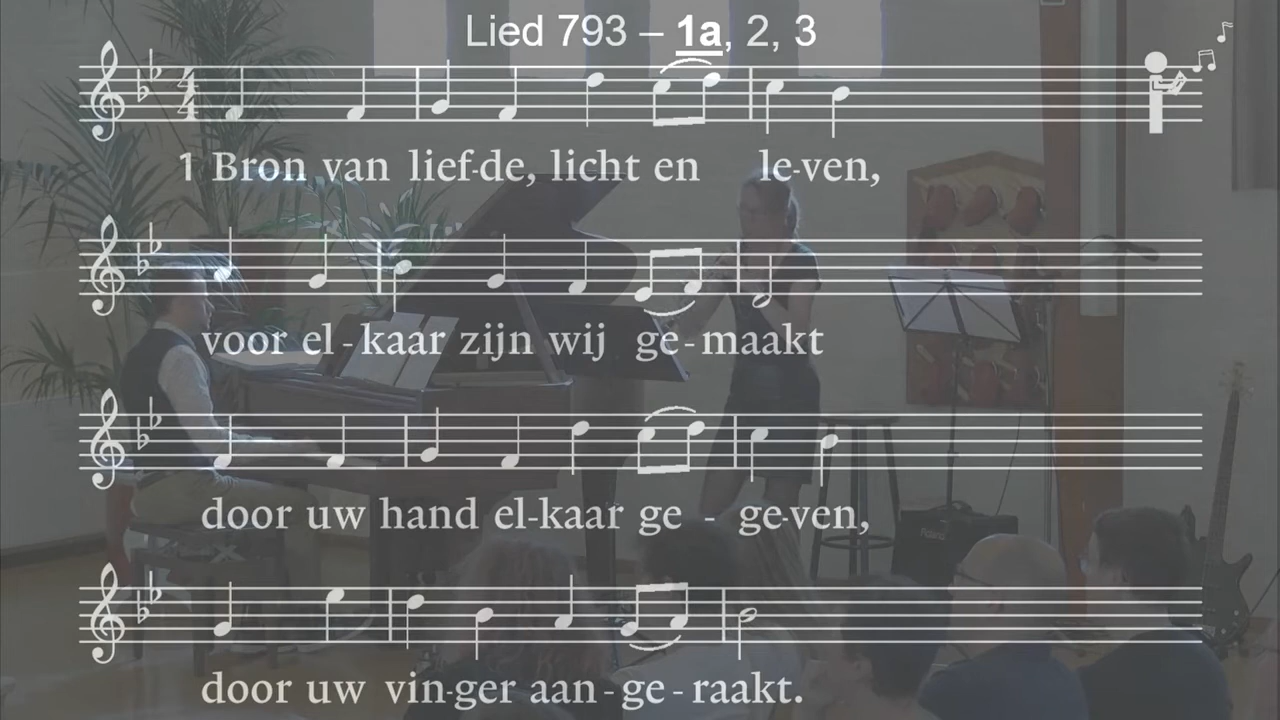 Lied 793 – 1a, 2, 3
1 Bron van lief-de, licht en le-ven,
voor el - kaar zijn wij ge - maakt
door uw hand el-kaar ge - ge-ven,
door uw vin-ger aan - ge - raakt.
Roland